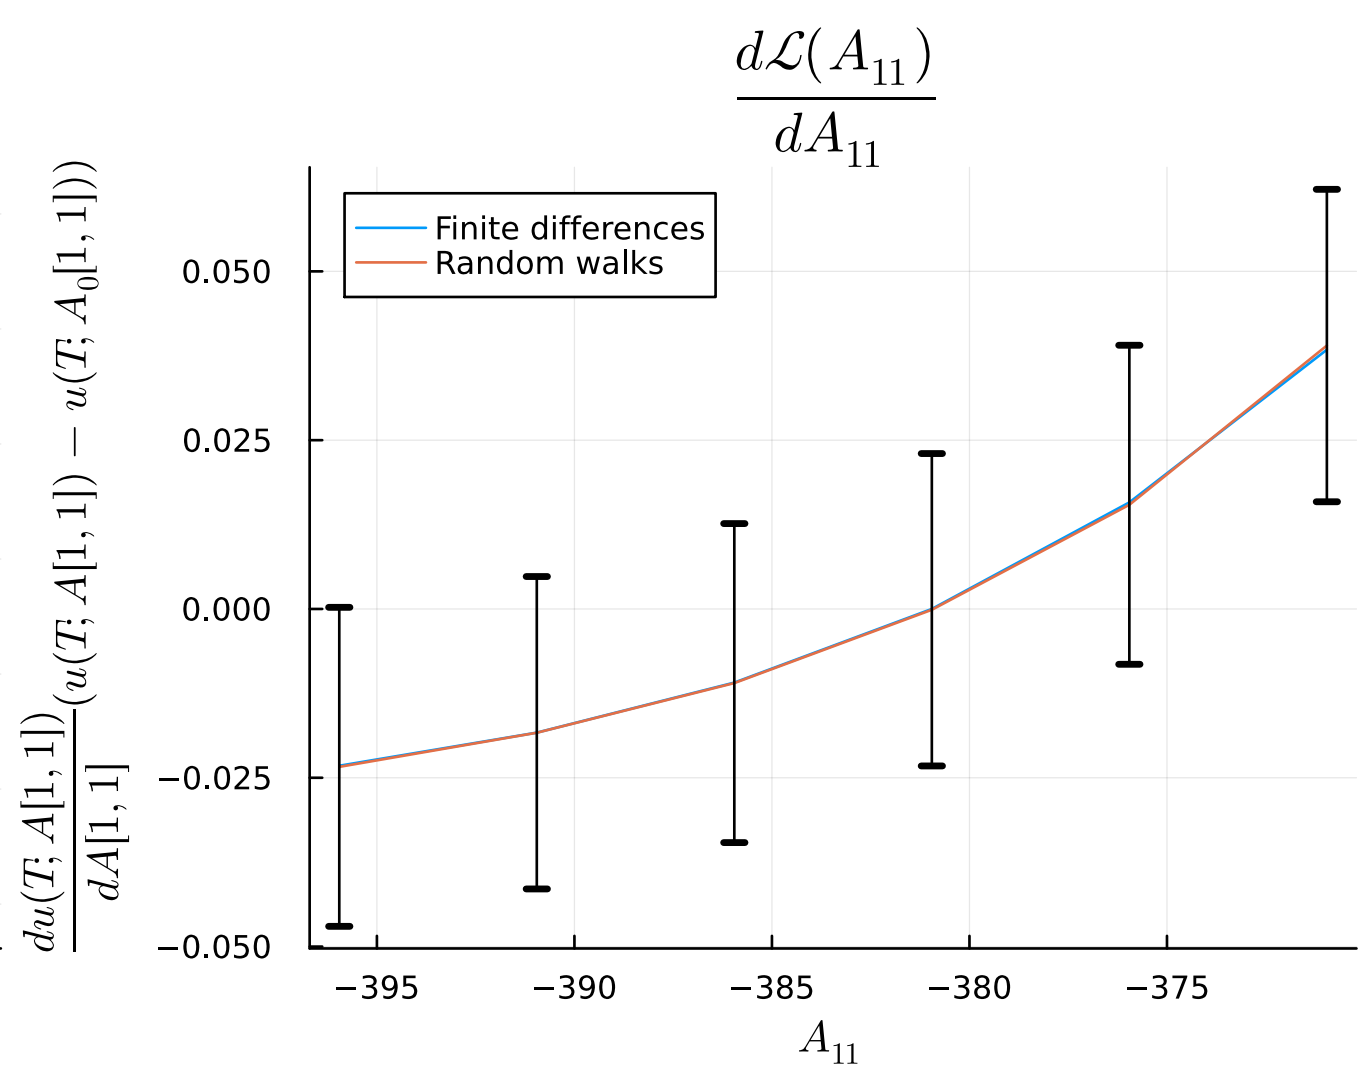 dℒ(A₁₁)
dA₁₁
Finite differences
Random walks
du(T; A[1, 1])
dA[1, 1]
(u(T; A[1, 1]) − u(T; A₀[1, 1]))
0.050
0.025
0.000
−0.025
−0.050
−395 −390 −385 −380 −375
A₁₁